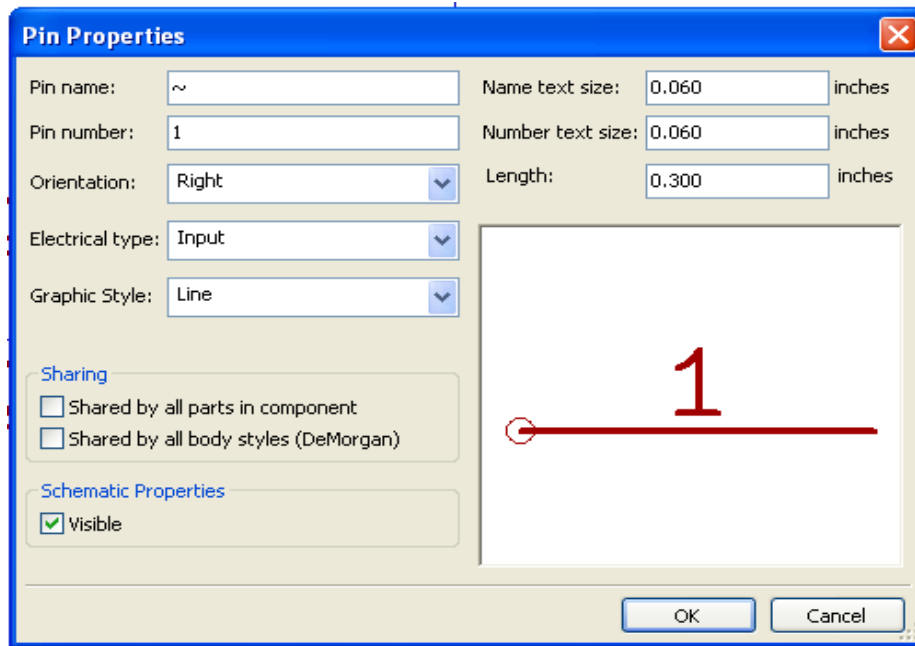 Pin Properties
Pin name: ~
Name text size: 0.060 inches
Pin number: 1
Number text size: 0.060 inches
Orientation: Right
Length: 0.300 inches
Electrical type: Input
Graphic Style: Line
1
Sharing
Shared by all parts in component
Shared by all body styles (DeMorgan)
Schematic Properties
Visible
OK
Cancel